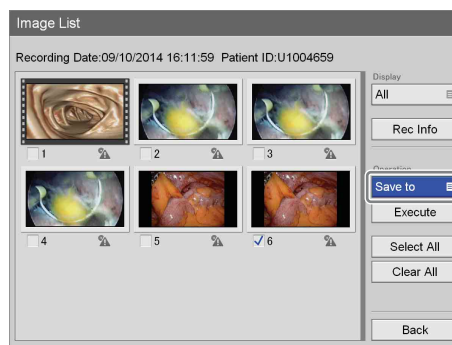 Image List
Recording Date:09/10/2014 16:11:59 Patient ID:U1004659
Display
All
Rec Info
Operation
Save to
Execute
Select All
Clear All
Back
1
2
3
4
5
6